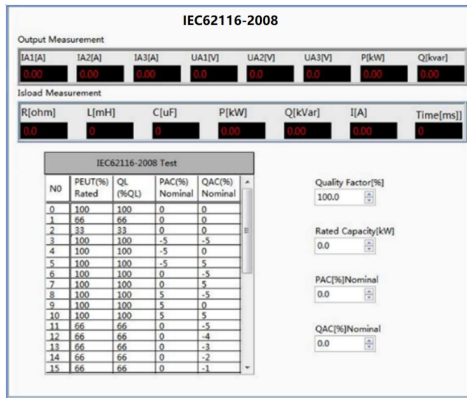 IEC62116-2008
Output Measurement
IA1[A] IA2[A] IA3[A] UA1[V] UA2[V] UA3[V] P[kW] Q[kvar]
0.00 0.00 0.00 0.00 0.00 0.00 0.00 0.00
Isload Measurement
R[ohm] L[mH] C[uF] P[kW] Q[kVar] I[A] Time[ms]]
0.0 0 0 0.00 0.00 0.00 0.0
IEC62116-2008 Test
N0 PEUT(%) Rated QL (%QL) PAC(%) Nominal QAC(%) Nominal
0 100 100 0 0
1 66 66 0 0
2 33 33 0 0
3 100 100 -5 -5
4 100 100 -5 0
5 100 100 -5 5
6 100 100 0 -5
7 100 100 0 5
8 100 100 5 -5
9 100 100 5 0
10 100 100 5 5
11 66 66 0 -5
12 66 66 0 -4
13 66 66 0 -3
14 66 66 0 -2
15 66 66 0 -1
Quality Factor[%]
100.0
Rated Capacity[kW]
0.0
PAC[%]Nominal
0.0
QAC[%]Nominal
0.0